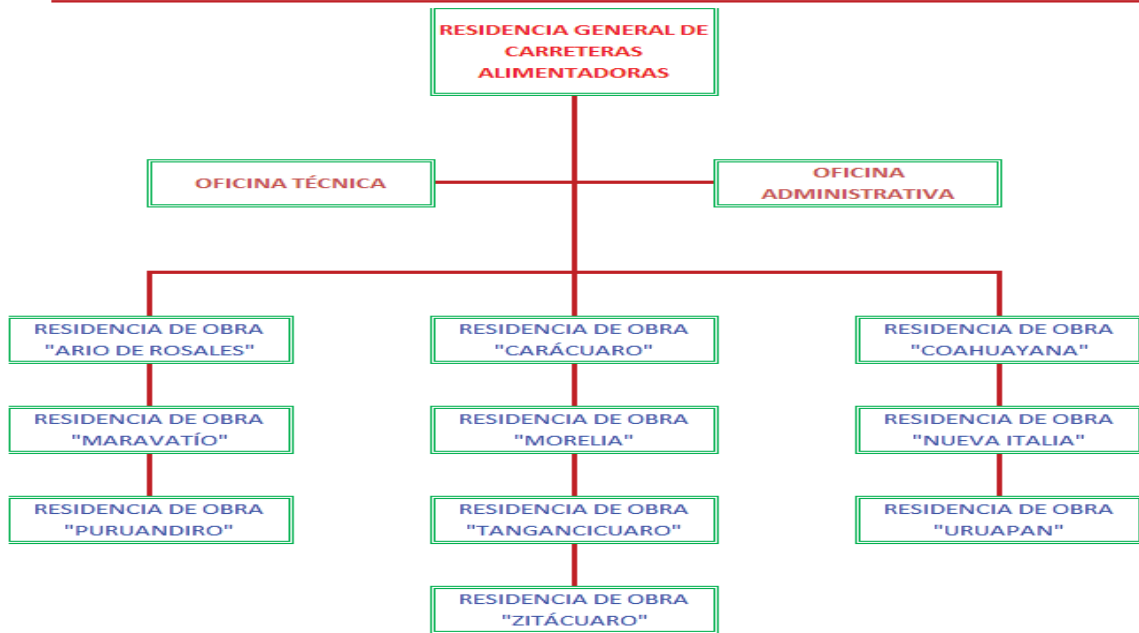 RESIDENCIA GENERAL DE
CARRETERAS
ALIMENTADORAS
OFICINA TÉCNICA
OFICINA
ADMINISTRATIVA
RESIDENCIA DE OBRA
"ARIO DE ROSALES"
RESIDENCIA DE OBRA
"CARÁCUARO"
RESIDENCIA DE OBRA
"COAHUAYANA"
RESIDENCIA DE OBRA
"MARAVATÍO"
RESIDENCIA DE OBRA
"MORELIA"
RESIDENCIA DE OBRA
"NUEVA ITALIA"
RESIDENCIA DE OBRA
"PURUANDIRO"
RESIDENCIA DE OBRA
"TANGANCICUARO"
RESIDENCIA DE OBRA
"URUAPAN"
RESIDENCIA DE OBRA
"ZITÁCUARO"